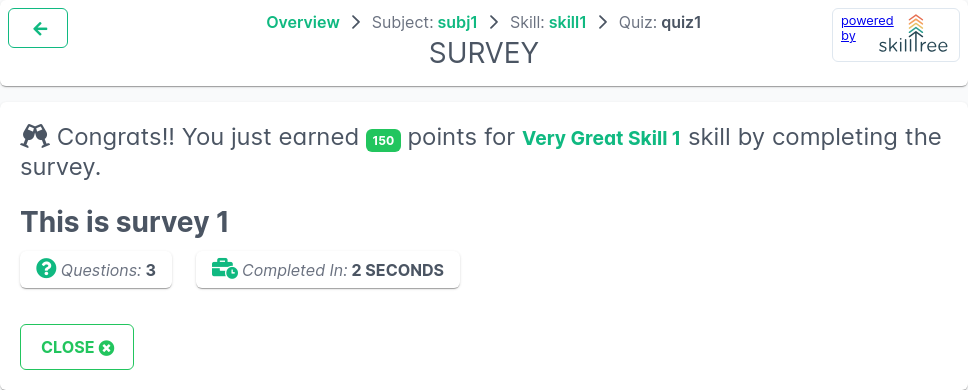 Overview > Subject: subj1 > Skill: skill1 > Quiz: quiz1
SURVEY
powered
by
skilltree
Congrats!! You just earned 150 points for Very Great Skill 1 skill by completing the
survey.
This is survey 1
Questions: 3
Completed In: 2 SECONDS
CLOSE